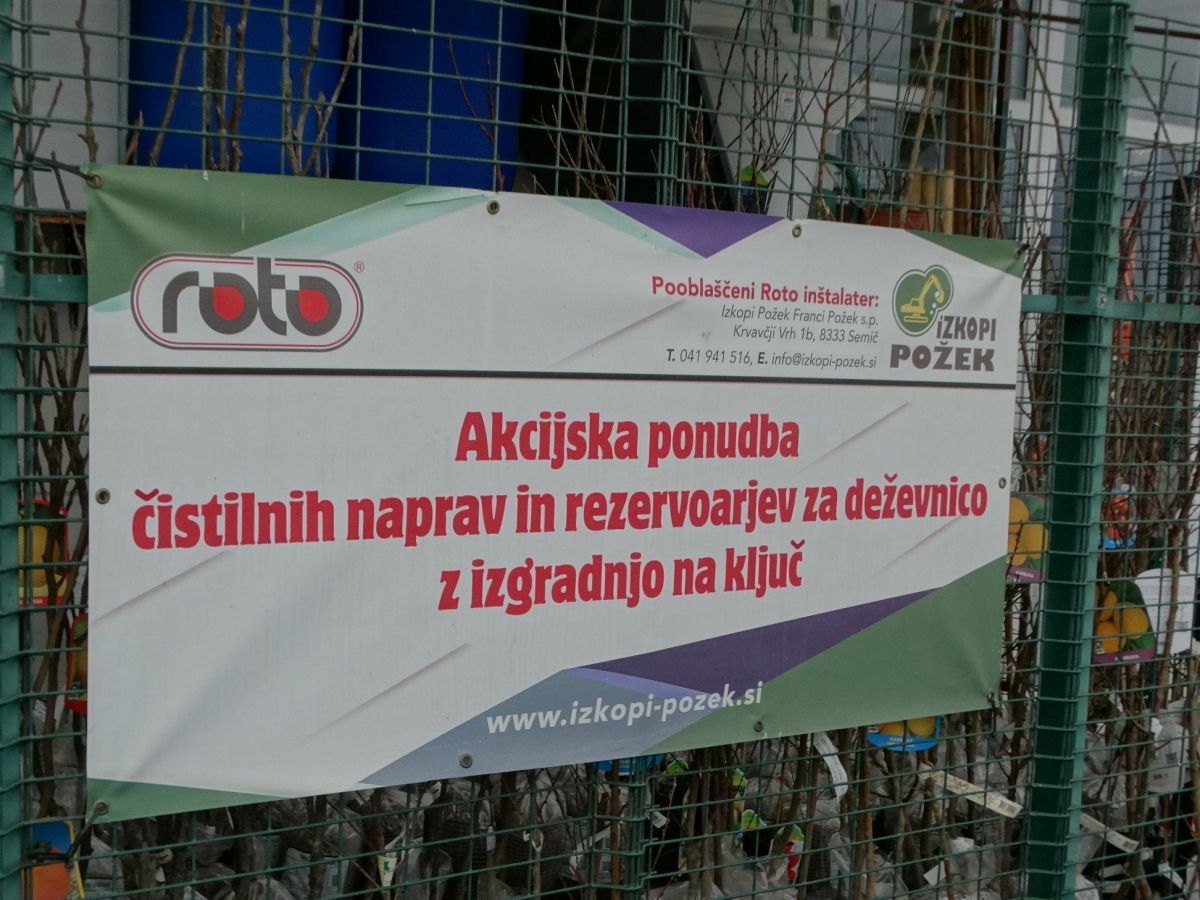 roto®
Pooblaščeni Roto inštalater:
Izkopi Požek Franci Požek s.p.
Krvavčji Vrh 1b, 8333 Semič
T. 041 941 516, E. info@izkopi-pozek.si
iZKOPI
POŽEK
Akcijska ponudba
čistilnih naprav in rezervoarjev za deževnico
z izgradnjo na ključ
www.izkopi-pozek.si